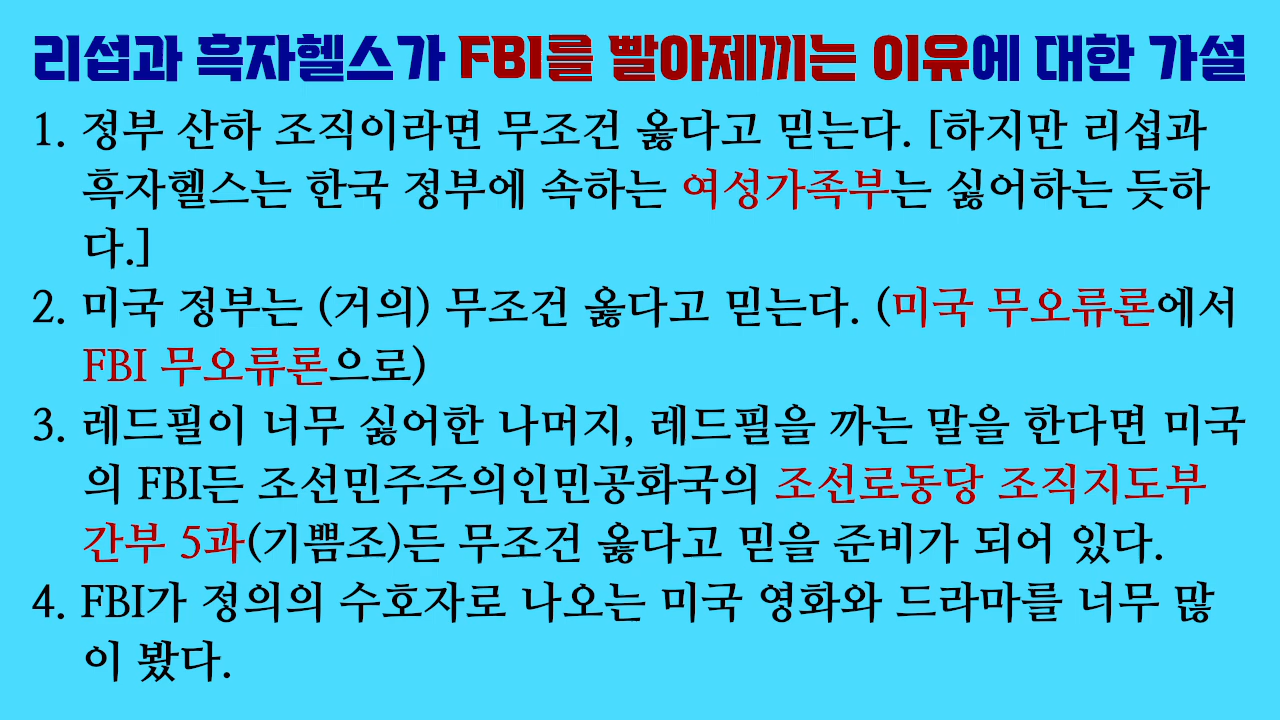 리섭과 흑자헬스가 FBI를 빨아제끼는 이유에 대한 가설
1. 정부 산하 조직이라면 무조건 옳다고 믿는다. [하지만 리섭과
흑자헬스는 한국 정부에 속하는 여성가족부는 싫어하는 듯하
다.]
2. 미국 정부는 (거의) 무조건 옳다고 믿는다. (미국 무오류론에서
FBI 무오류론으로)
3. 레드필이 너무 싫어한 나머지, 레드필을 까는 말을 한다면 미국
의 FBI든 조선민주주의인민공화국의 조선로동당 조직지도부
간부 5과(기쁨조)든 무조건 옳다고 믿을 준비가 되어 있다.
4. FBI가 정의의 수호자로 나오는 미국 영화와 드라마를 너무 많
이 봤다.